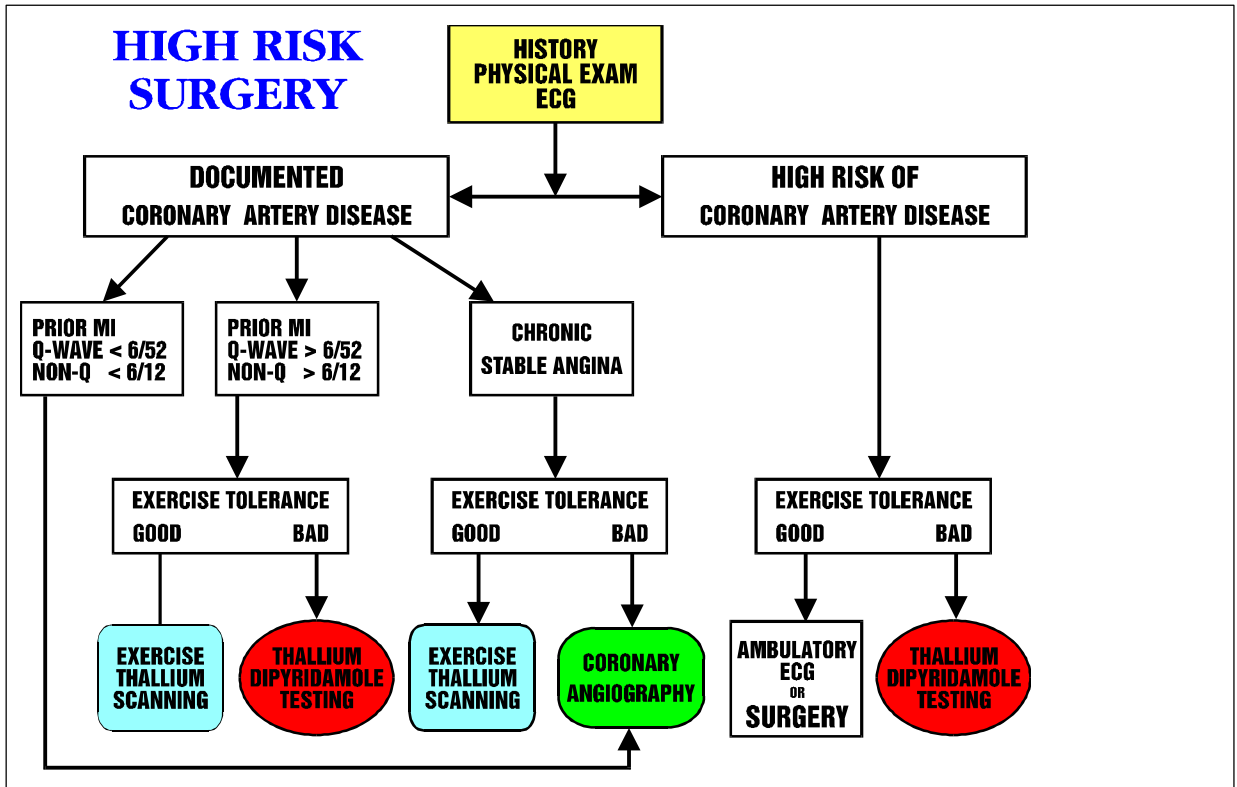 HIGH RISK
SURGERY
HISTORY
PHYSICAL EXAM
ECG
DOCUMENTED
CORONARY ARTERY DISEASE
HIGH RISK OF
CORONARY ARTERY DISEASE
PRIOR MI
Q-WAVE < 6/52
NON-Q < 6/12
PRIOR MI
Q-WAVE > 6/52
NON-Q > 6/12
CHRONIC
STABLE ANGINA
EXERCISE TOLERANCE
GOOD BAD
EXERCISE TOLERANCE
GOOD BAD
EXERCISE TOLERANCE
GOOD BAD
EXERCISE
THALLIUM
SCANNING
THALLIUM
DIPYRIDAMOLE
TESTING
EXERCISE
THALLIUM
SCANNING
CORONARY
ANGIOGRAPHY
AMBULATORY
ECG
OR
SURGERY
THALLIUM
DIPYRIDAMOLE
TESTING